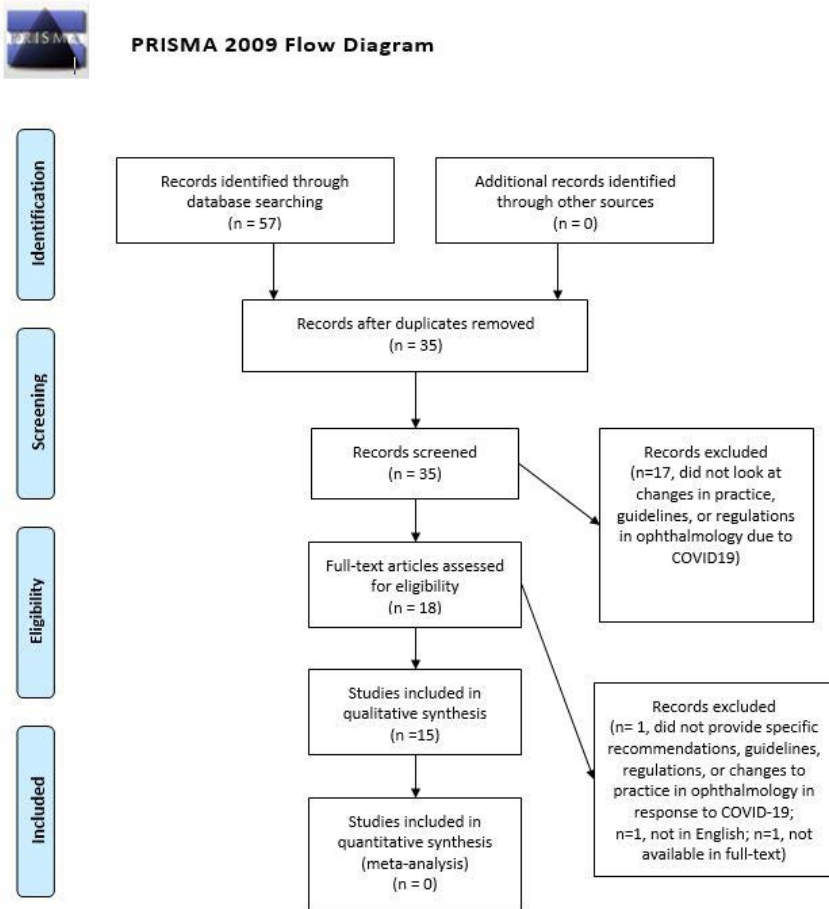 PRISMA
PRISMA 2009 Flow Diagram
Identification
Records identified through
database searching
(n = 57)
Additional records identified
through other sources
(n = 0)
Records after duplicates removed
(n = 35)
Screening
Records screened
(n = 35)
Records excluded
(n=17, did not look at
changes in practice,
guidelines, or regulations
in ophthalmology due to
COVID19)
Eligibility
Full-text articles assessed
for eligibility
(n = 18)
Records excluded
(n= 1, did not provide specific
recommendations, guidelines,
regulations, or changes to
practice in ophthalmology in
response to COVID-19;
n=1, not in English; n=1, not
available in full-text)
Studies included in
qualitative synthesis
(n =15)
Included
Studies included in
quantitative synthesis
(meta-analysis)
(n = 0)